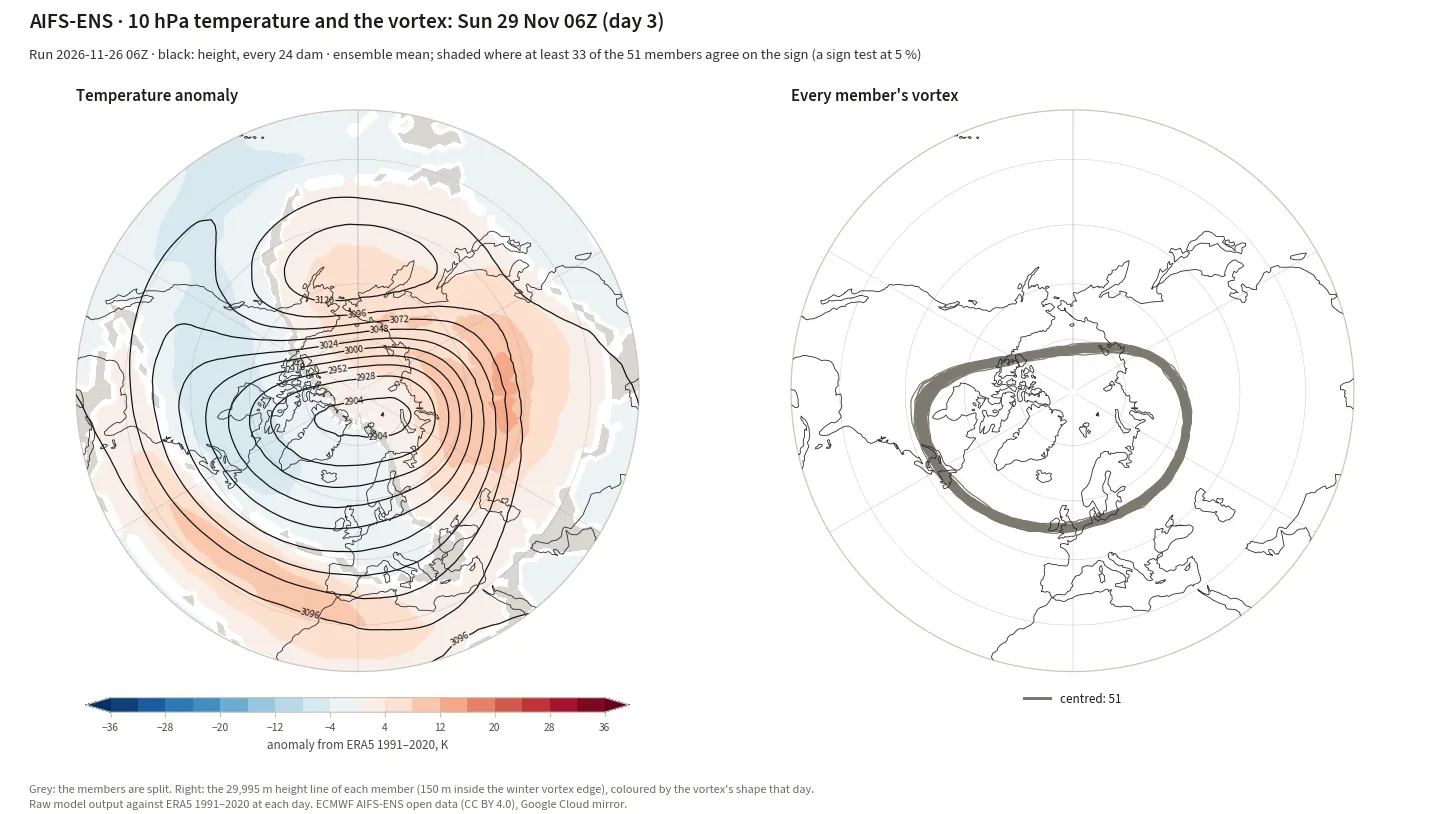 AIFS-ENS · 10 hPa temperature and the vortex: Sun 29 Nov 06Z (day 3)
Run 2026-11-26 06Z · black: height, every 24 dam · ensemble mean; shaded where at least 33 of the 51 members agree on the sign (a sign test at 5 %)
Temperature anomaly
Every member's vortex
3120
3096
3072
3048
3024
3000
2976
2952
2928
2904
2904
3096
3096
centred: 51
−36 −28 −20 −12 −4 4 12 20 28 36
anomaly from ERA5 1991–2020, K
Grey: the members are split. Right: the 29,995 m height line of each member (150 m inside the winter vortex edge), coloured by the vortex's shape that day.
Raw model output against ERA5 1991–2020 at each day. ECMWF AIFS-ENS open data (CC BY 4.0), Google Cloud mirror.